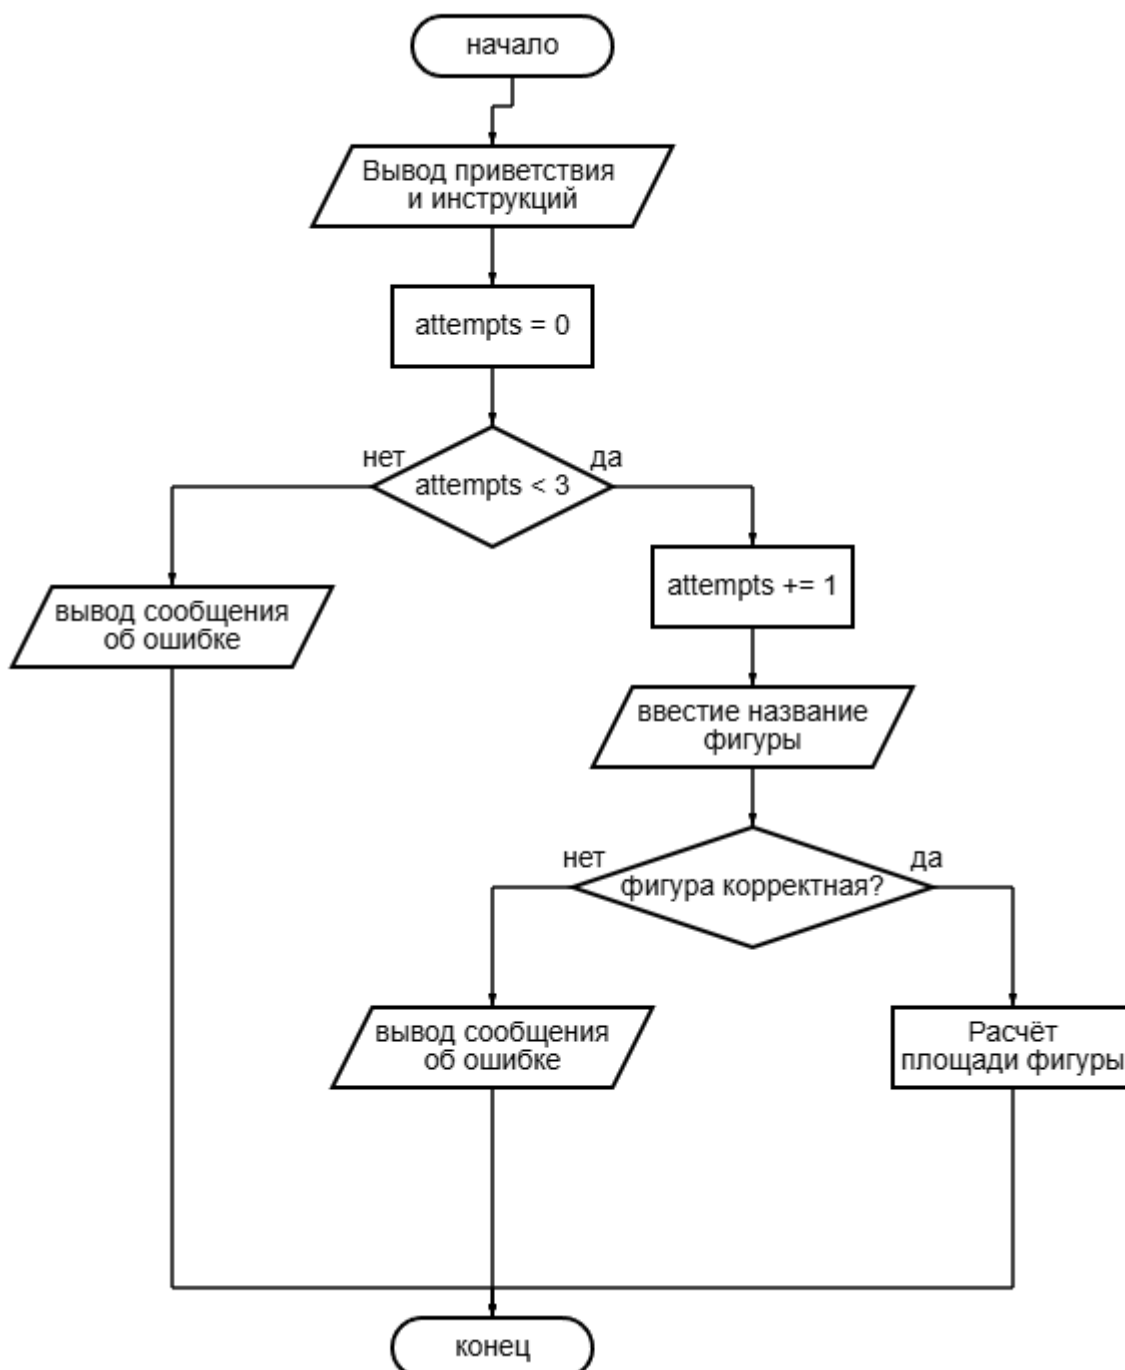 начало
Вывод приветствия
и инструкций
attempts = 0
нет
да
attempts < 3
attempts += 1
вывод сообщения
об ошибке
ввестие название
фигуры
нет
да
фигура корректная?
вывод сообщения
об ошибке
Расчёт
площади фигуры
конец